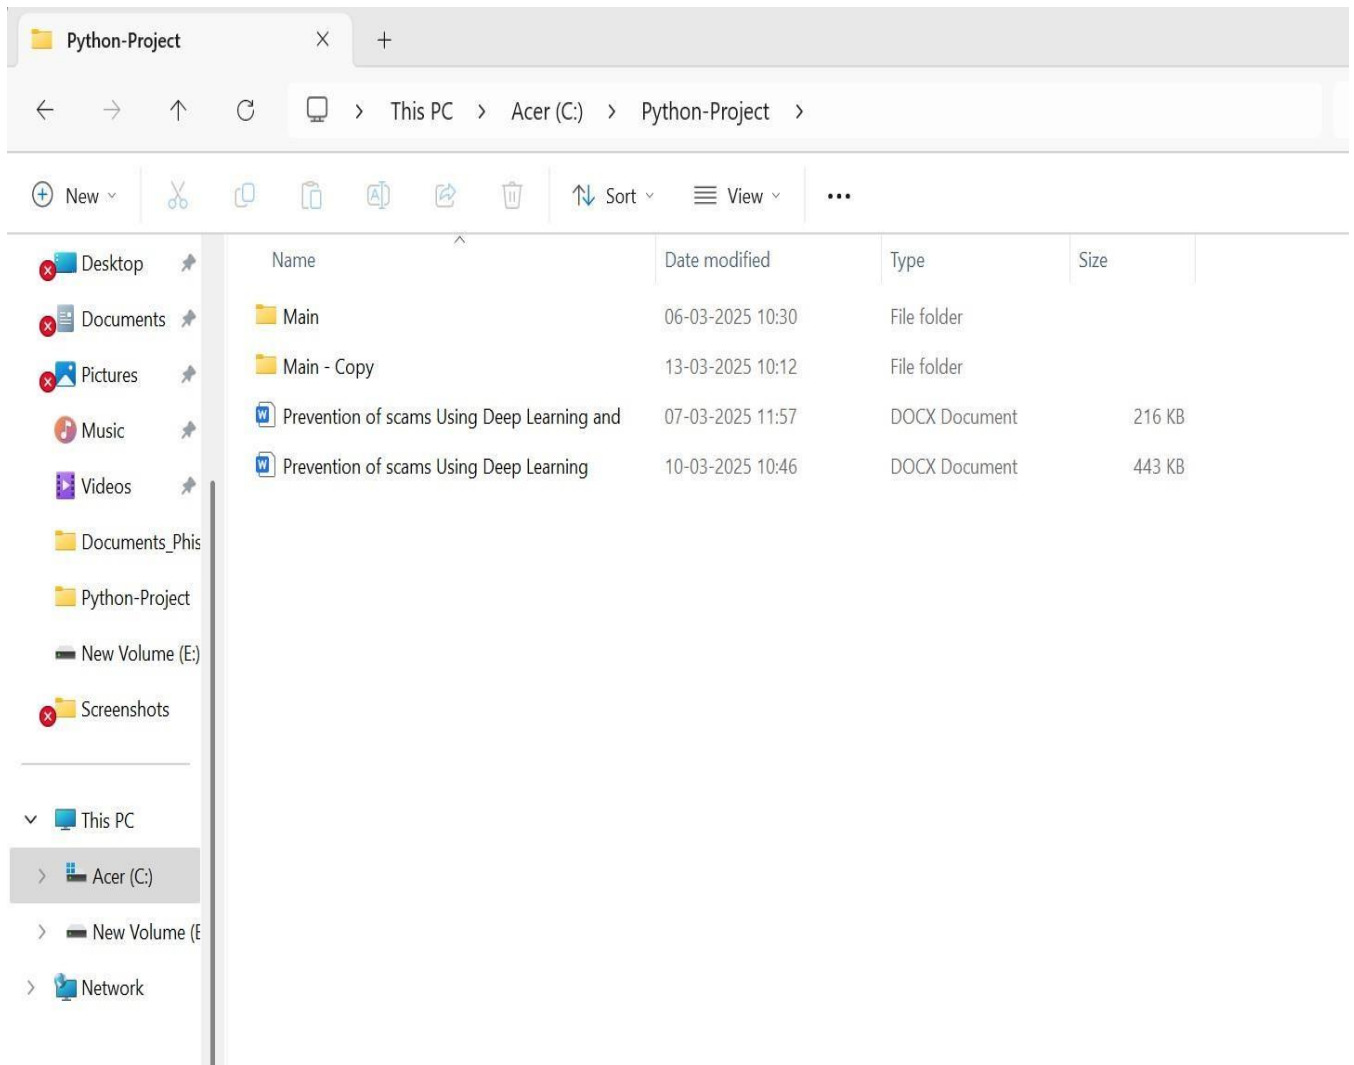 Python-Project
This PC > Acer (C:) > Python-Project >
New Sort View
Name Date modified Type Size
Main 06-03-2025 10:30 File folder
Main - Copy 13-03-2025 10:12 File folder
Prevention of scams Using Deep Learning and 07-03-2025 11:57 DOCX Document 216 KB
Prevention of scams Using Deep Learning 10-03-2025 10:46 DOCX Document 443 KB
Desktop
Documents
Pictures
Music
Videos
Documents_Phis
Python-Project
New Volume (E:)
Screenshots
This PC
Acer (C:)
New Volume (E
Network